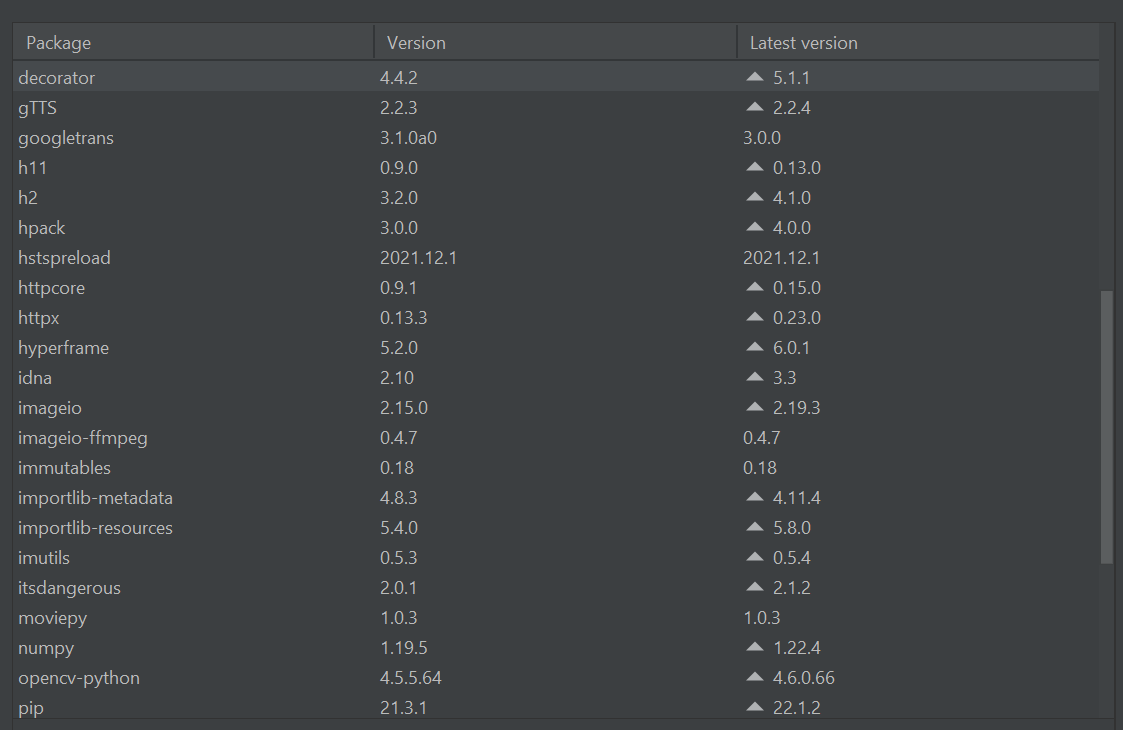 Package Version Latest version
decorator 4.4.2 5.1.1
gTTS 2.2.3 2.2.4
googletrans 3.1.0a0 3.0.0
h11 0.9.0 0.13.0
h2 3.2.0 4.1.0
hpack 3.0.0 4.0.0
hstspreload 2021.12.1 2021.12.1
httpcore 0.9.1 0.15.0
httpx 0.13.3 0.23.0
hyperframe 5.2.0 6.0.1
idna 2.10 3.3
imageio 2.15.0 2.19.3
imageio-ffmpeg 0.4.7 0.4.7
immutables 0.18 0.18
importlib-metadata 4.8.3 4.11.4
importlib-resources 5.4.0 5.8.0
imutils 0.5.3 0.5.4
itsdangerous 2.0.1 2.1.2
moviepy 1.0.3 1.0.3
numpy 1.19.5 1.22.4
opencv-python 4.5.5.64 4.6.0.66
pip 21.3.1 22.1.2